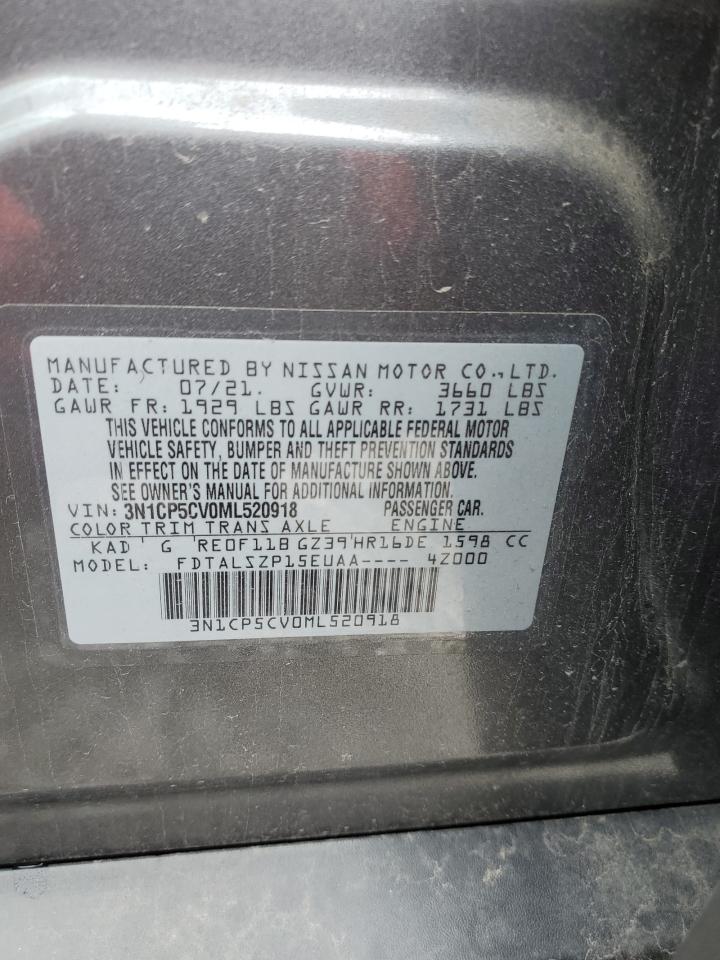 MANUFACTURED BY NISSAN MOTOR CO., LTD.
DATE: 07/21. GVWR: 3660 LBS
GAWR FR: 1929 LBS GAWR RR: 1731 LBS
THIS VEHICLE CONFORMS TO ALL APPLICABLE FEDERAL MOTOR
VEHICLE SAFETY, BUMPER AND THEFT PREVENTION STANDARDS
IN EFFECT ON THE DATE OF MANUFACTURE SHOWN ABOVE.
SEE OWNER'S MANUAL FOR ADDITIONAL INFORMATION.
VIN: 3N1CP5CV0ML520918 PASSENGER CAR.
COLOR TRIM TRANS AXLE ENGINE
KAD G RE0F11B GZ39 HR16DE 1598 CC
MODEL: FDTALSZP15EUAA---- 4Z000
3N1CP5CV0ML520918